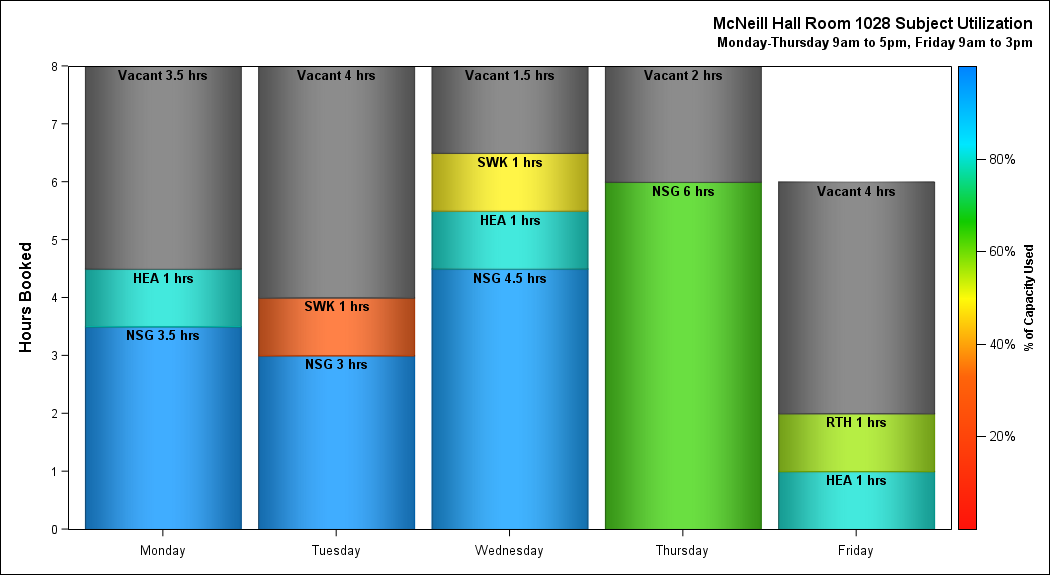 McNeill Hall Room 1028 Subject Utilization
Monday-Thursday 9am to 5pm, Friday 9am to 3pm
Hours Booked
8
7
6
5
4
3
2
1
0
Vacant 3.5 hrs
HEA 1 hrs
NSG 3.5 hrs
Vacant 4 hrs
SWK 1 hrs
NSG 3 hrs
Vacant 1.5 hrs
SWK 1 hrs
HEA 1 hrs
NSG 4.5 hrs
Vacant 2 hrs
NSG 6 hrs
Vacant 4 hrs
RTH 1 hrs
HEA 1 hrs
Monday
Tuesday
Wednesday
Thursday
Friday
80%
60%
40%
20%
% of Capacity Used